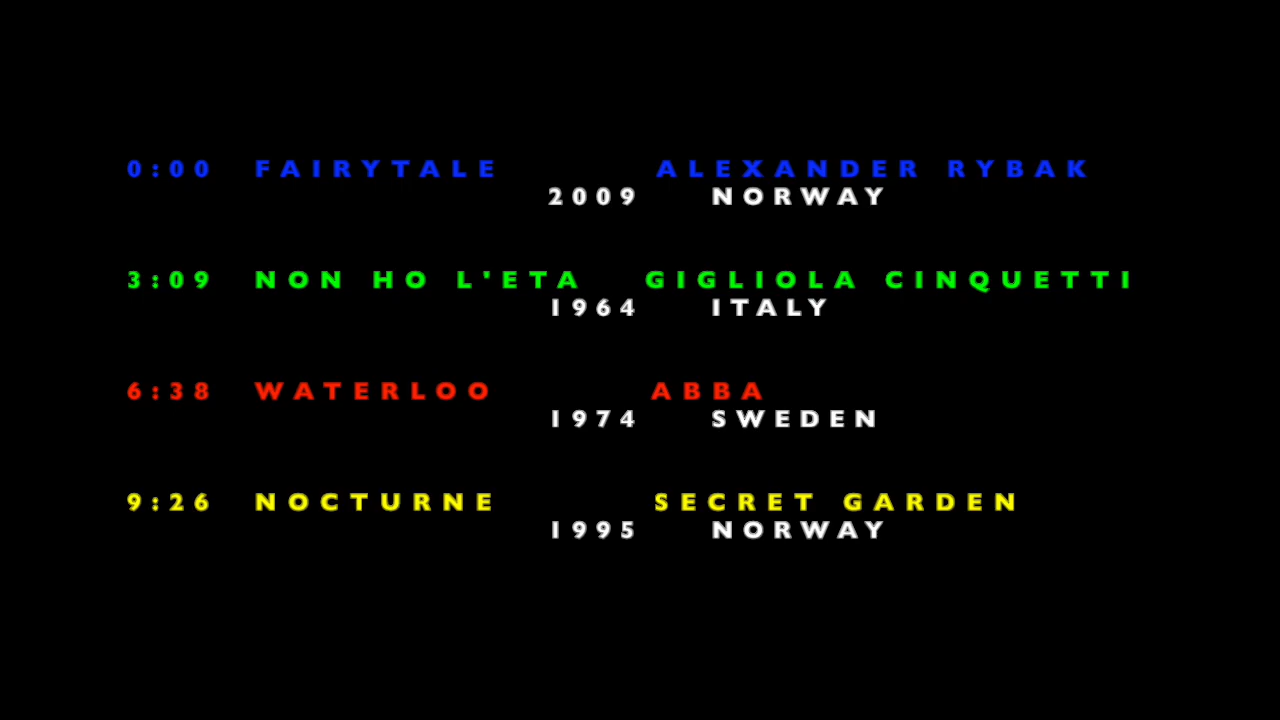 0:00 FAIRYTALE ALEXANDER RYBAK
2009 NORWAY
3:09 NON HO L'ETA GIGLIOLA CINQUETTI
1964 ITALY
6:38 WATERLOO ABBA
1974 SWEDEN
9:26 NOCTURNE SECRET GARDEN
1995 NORWAY